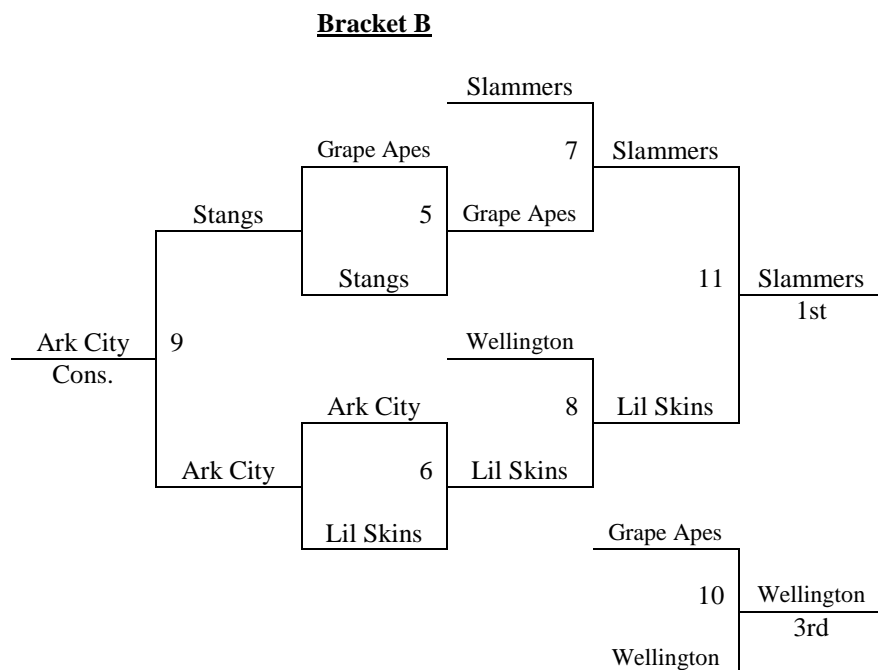 Bracket B
Slammers
Grape Apes
7
Slammers
Stangs
5
Grape Apes
Stangs
11
Slammers
1st
Ark City
9
Wellington
Cons.
Ark City
8
Lil Skins
Ark City
6
Lil Skins
Lil Skins
Grape Apes
10
Wellington
3rd
Wellington